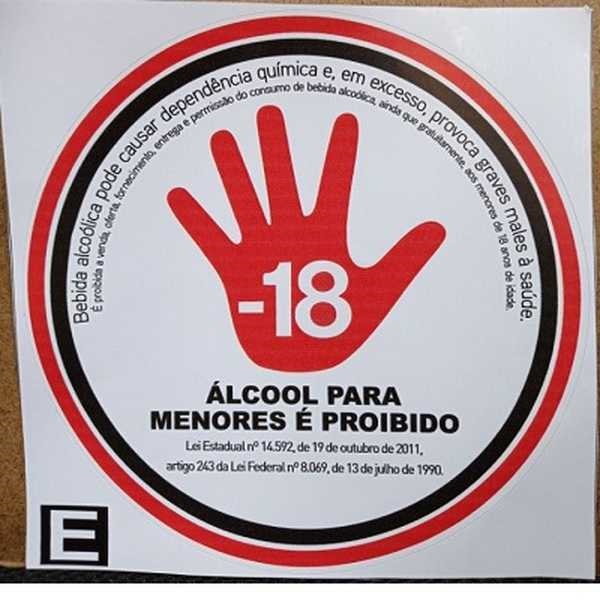 Bebida alcoólica pode causar dependência química e, em excesso, provoca graves males à saúde.
É proibida a venda, oferta, fornecimento, entrega e permissão do consumo de bebida alcoólica, ainda que gratuitamente, aos menores de 18 anos de idade.
-18
ÁLCOOL PARA
MENORES É PROIBIDO
Lei Estadual nº 14.592, de 19 de outubro de 2011,
artigo 243 da Lei Federal nº 8.069, de 13 de julho de 1990.
E